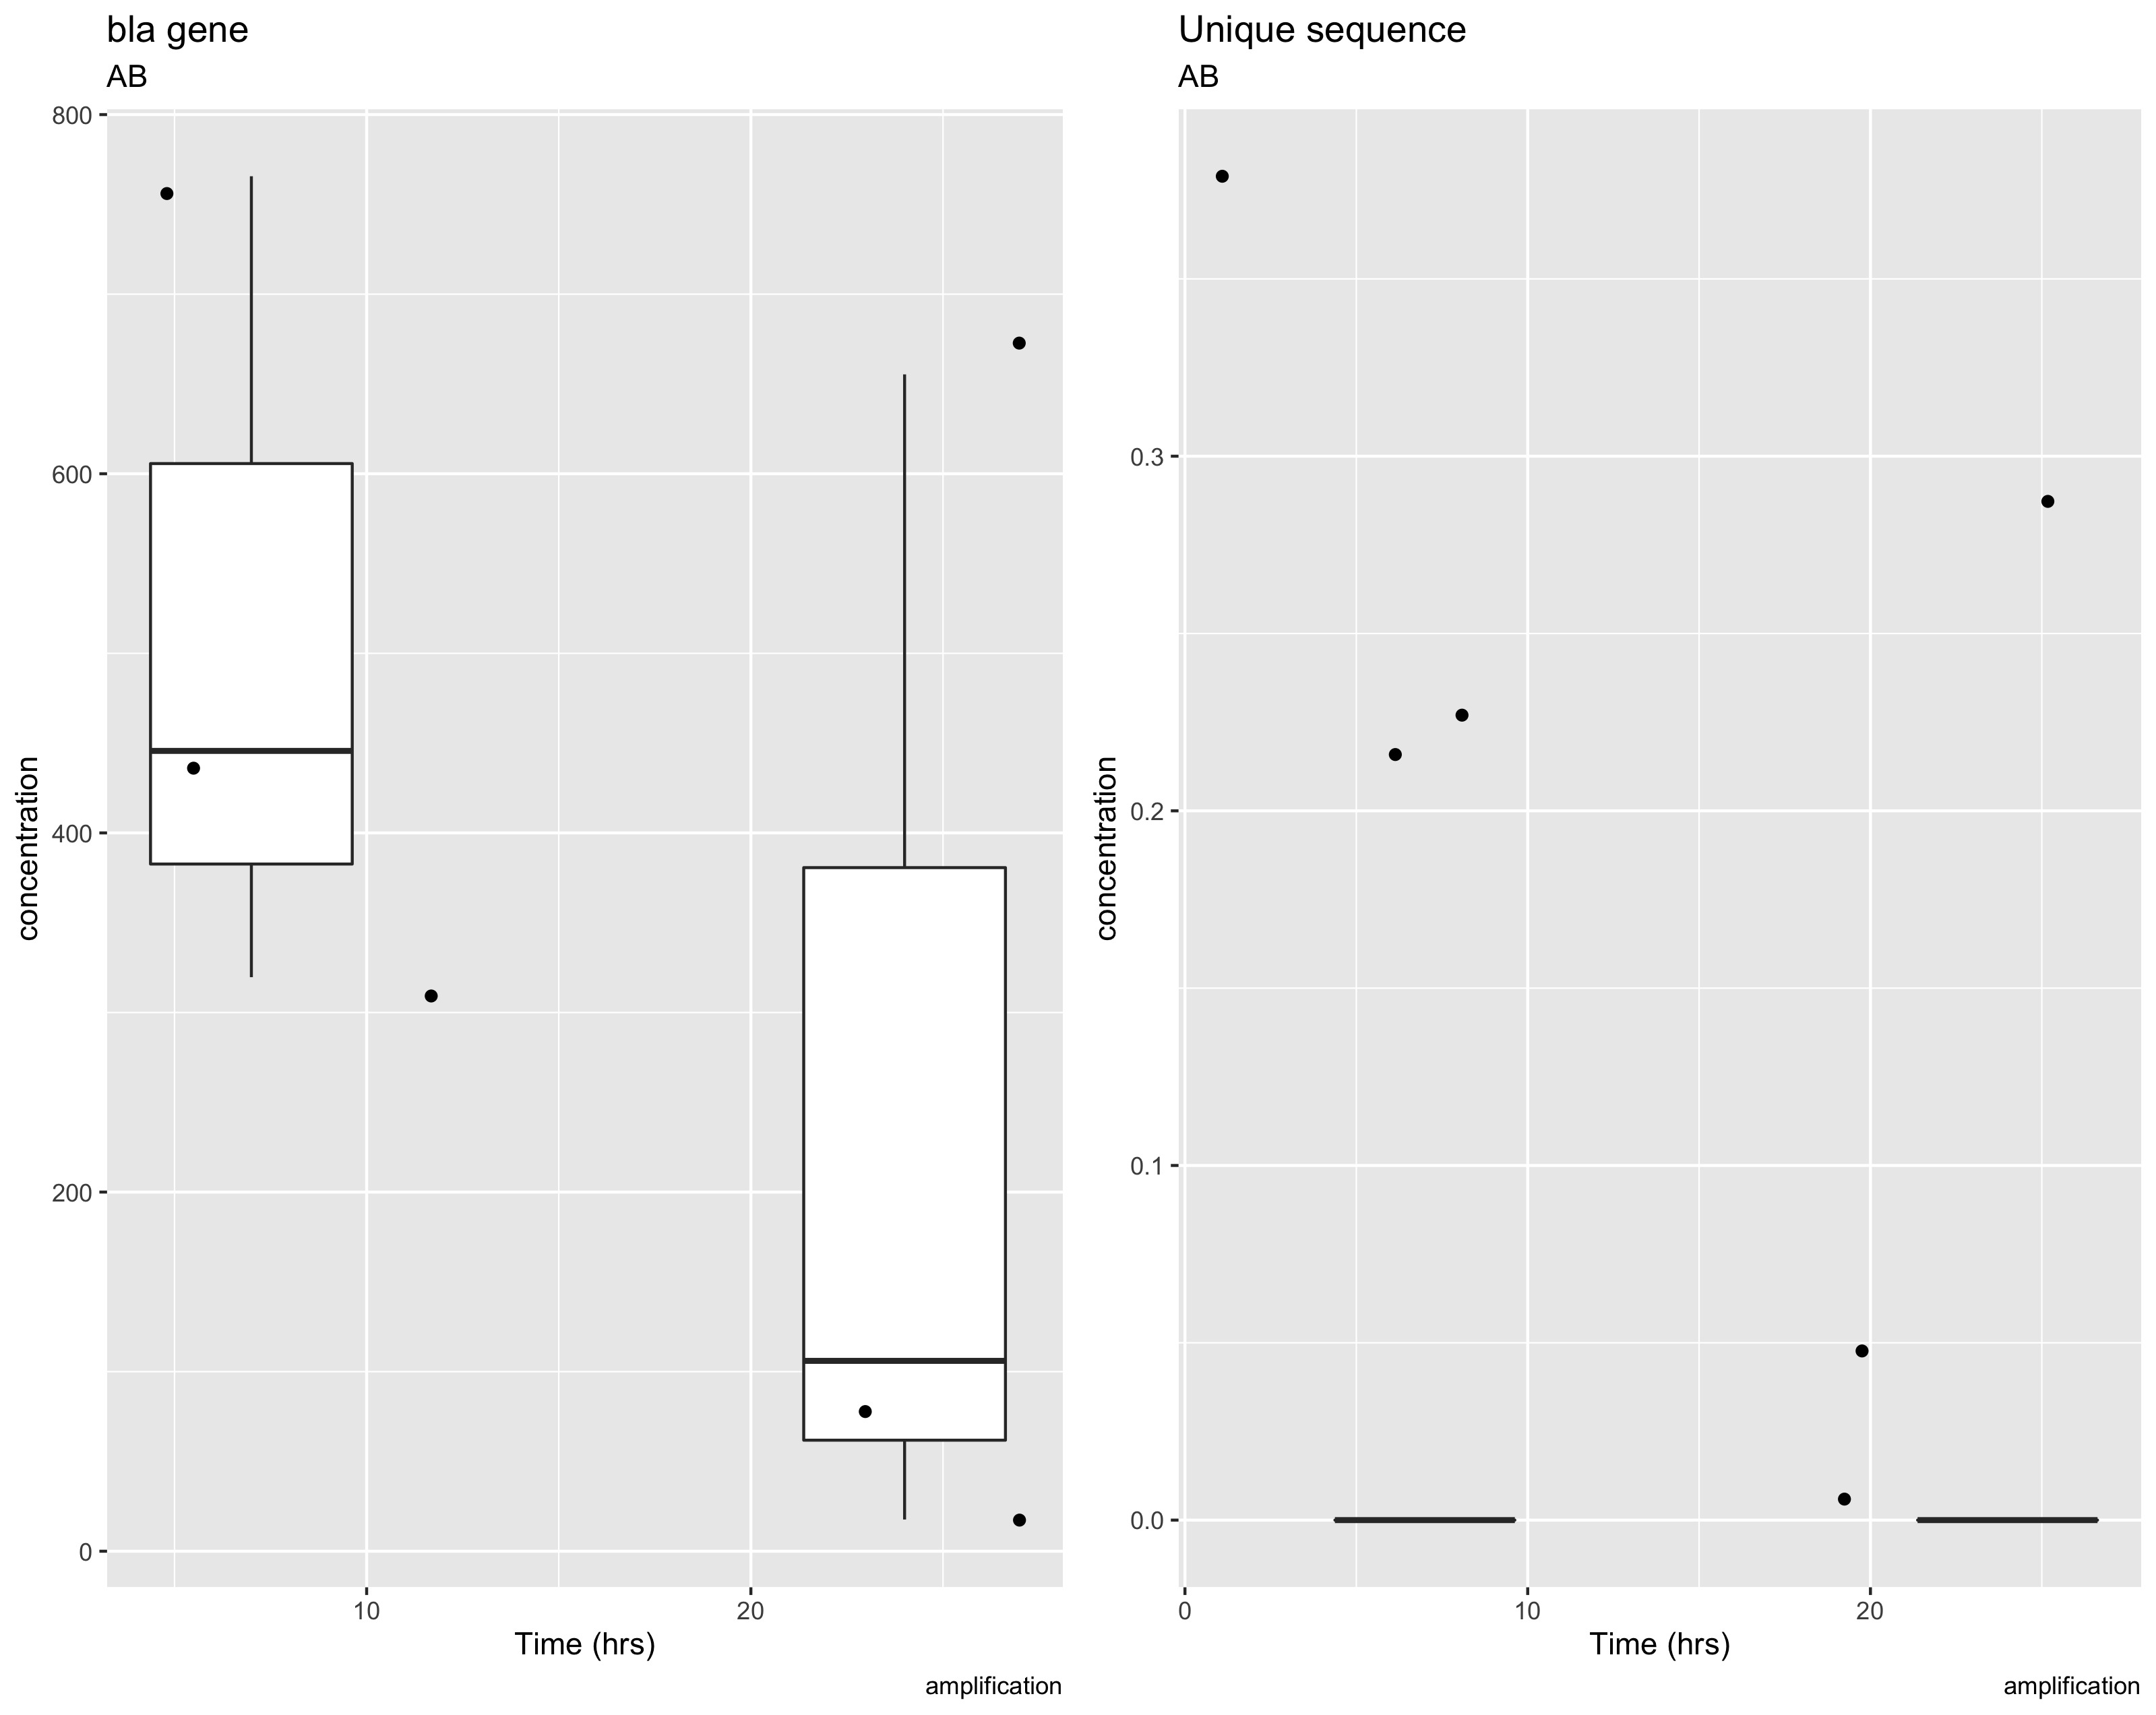 bla gene
AB
800
600
400
200
0
concentration
10
20
Time (hrs)
amplification
Unique sequence
AB
0.3
0.2
0.1
0.0
concentration
0
10
20
Time (hrs)
amplification